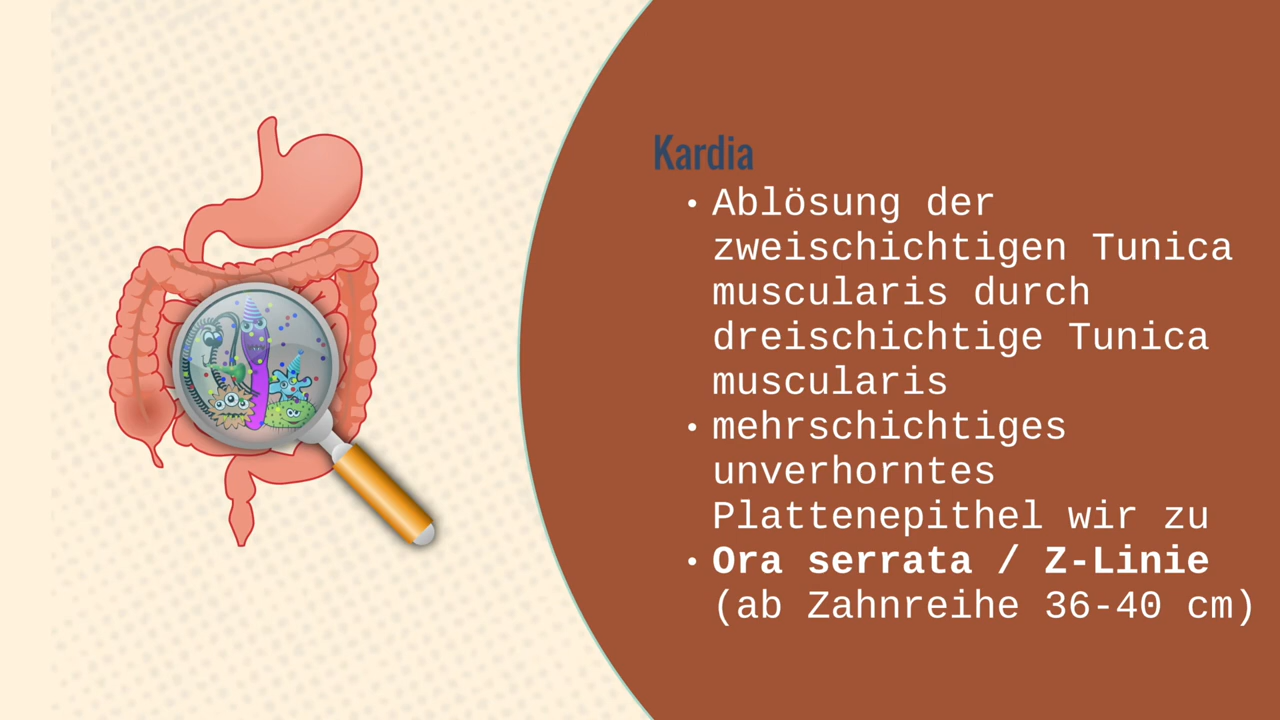 Kardia
• Ablösung der
zweischichtigen Tunica
muscularis durch
dreischichtige Tunica
muscularis
• mehrschichtiges
unverhorntes
Plattenepithel wir zu
• Ora serrata / Z-Linie
(ab Zahnreihe 36-40 cm)